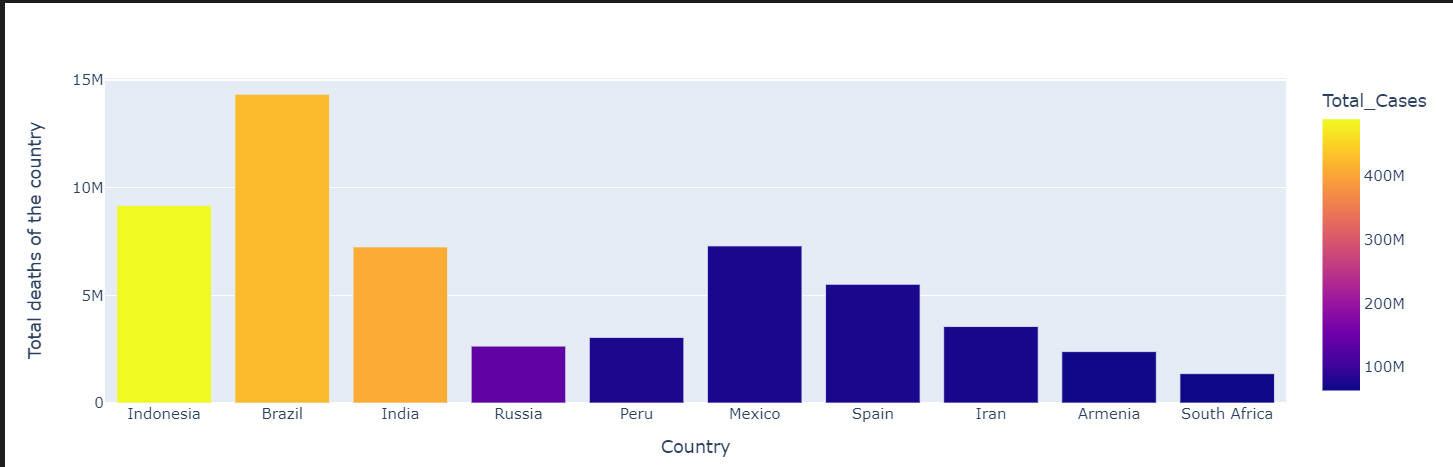 15M
10M
5M
0
Total deaths of the country
Indonesia Brazil India Russia Peru Mexico Spain Iran Armenia South Africa
Country
Total_Cases
400M
300M
200M
100M